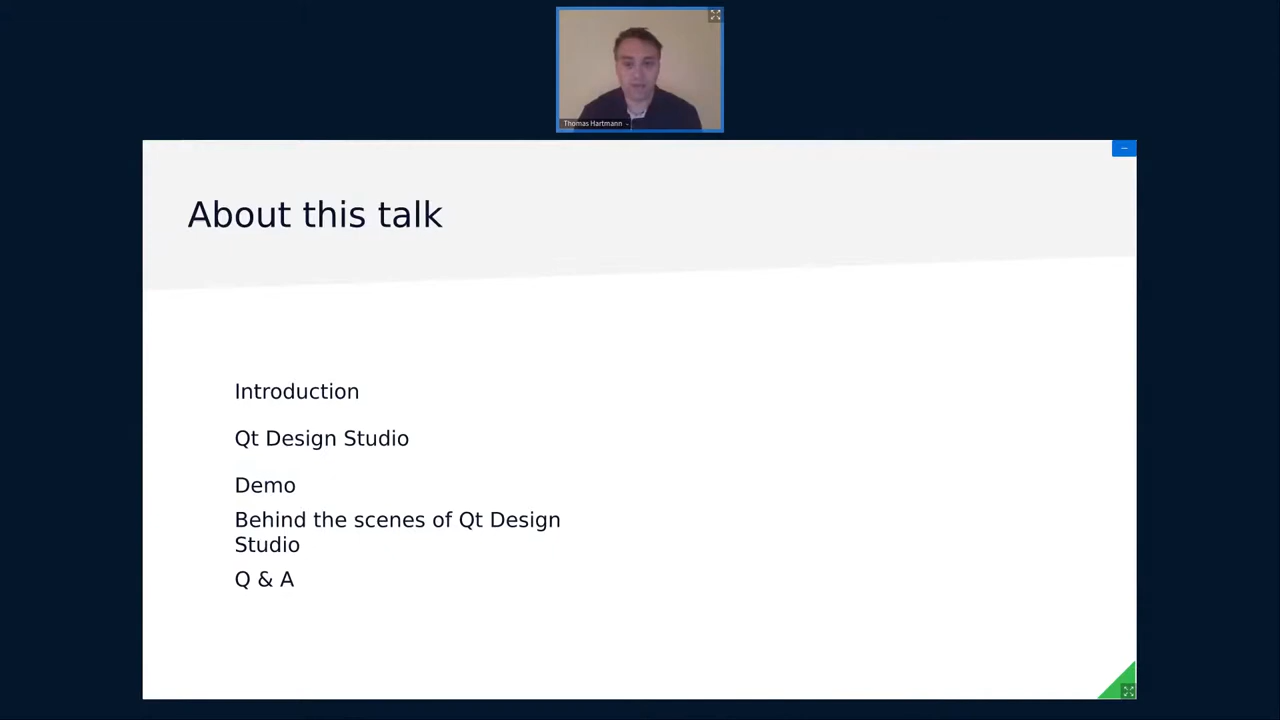 Thomas Hartmann
About this talk
Introduction
Qt Design Studio
Demo
Behind the scenes of Qt Design
Studio
Q & A